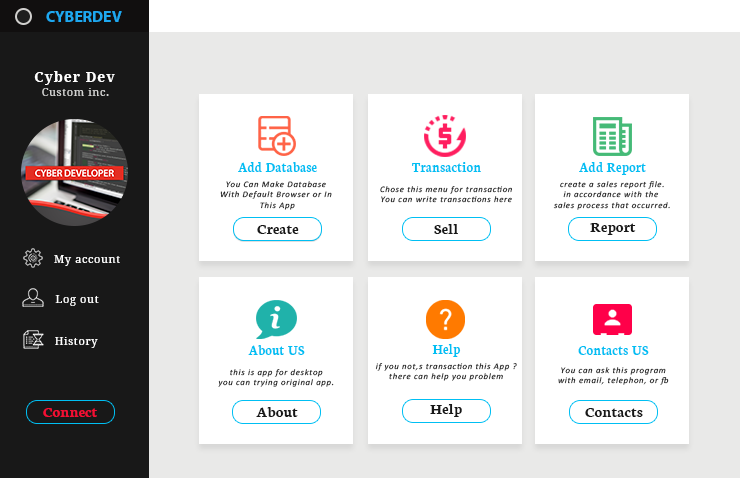 CYBERDEV
Cyber Dev
Custom inc.
CYBER DEVELOPER
My account
Log out
History
Connect
Add Database
You Can Make Database
With Default Browser or In
This App
Create
Transaction
Chose this menu for transaction
You can write transactions here
Sell
Add Report
create a sales report file.
in accordance with the
sales process that occurred.
Report
About US
this is app for desktop
you can trying original app.
About
Help
if you not,s transaction this App ?
there can help you problem
Help
Contacts US
You can ask this program
with email, telephon, or fb
Contacts